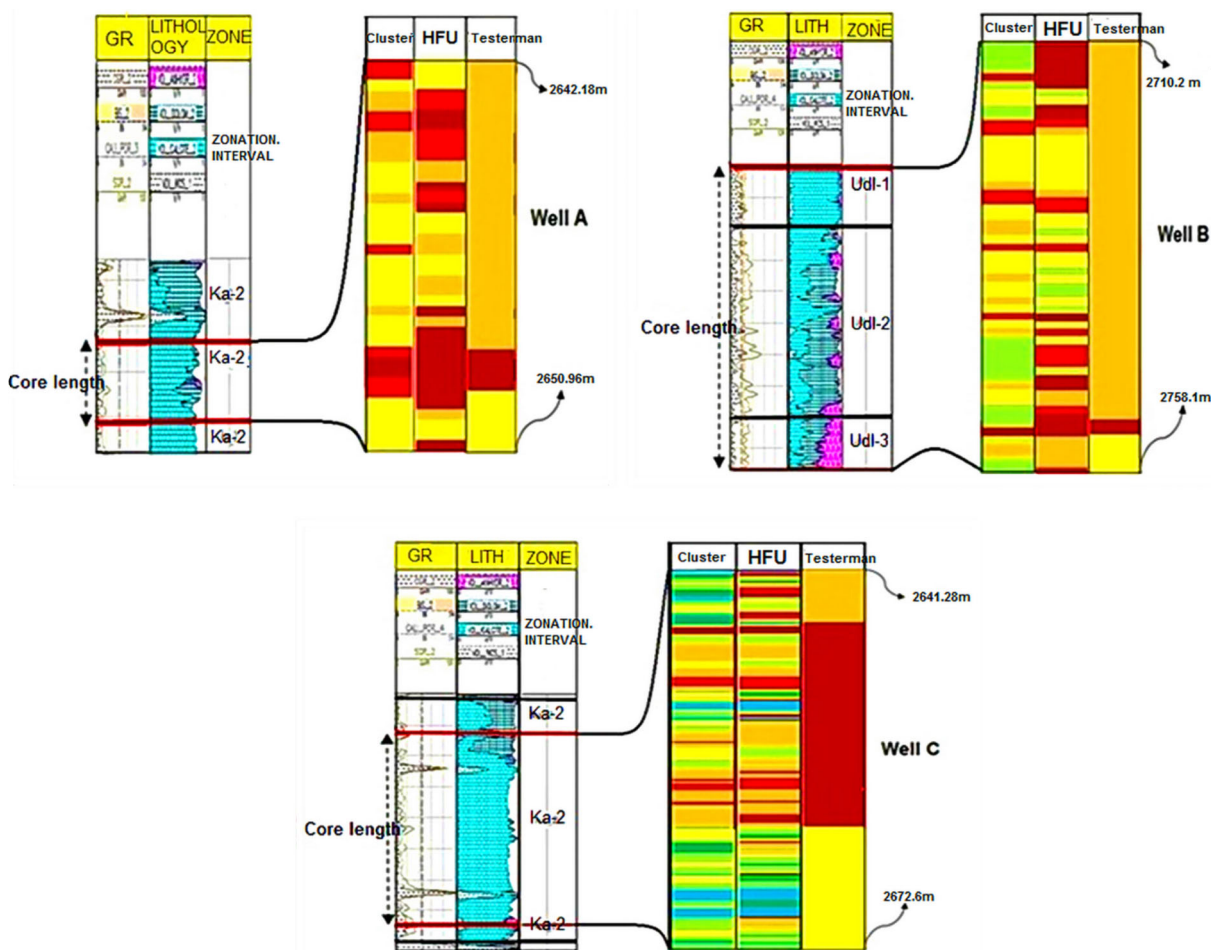 GR
LITHOL
OGY
ZONE
Cluster
HFU
Testerman
2642.18m
ZONATION.
INTERVAL
Well A
Ka-2
Ka-2
Core length
Ka-2
2650.96m
GR
LITH
ZONE
Cluster
HFU
Testerman
2710.2 m
ZONATION.
INTERVAL
Udl-1
Well B
Core length
Udl-2
2758.1m
Udl-3
GR
LITH
ZONE
Cluster
HFU
Testerman
2641.28m
ZONATION.
INTERVAL
Ka-2
Well C
Ka-2
Core length
Ka-2
2672.6m